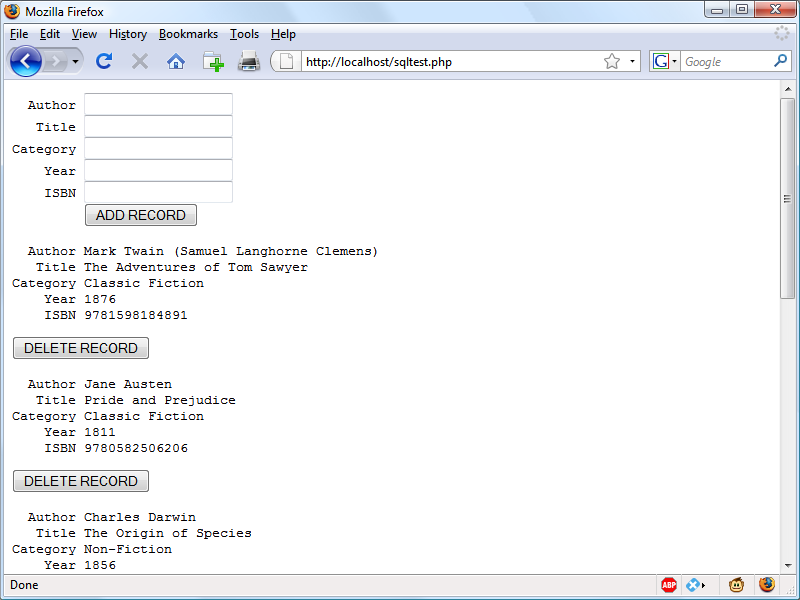 Mozilla Firefox
File Edit View History Bookmarks Tools Help
http://localhost/sqltest.php G Google
Author
Title
Category
Year
ISBN
ADD RECORD
Author Mark Twain (Samuel Langhorne Clemens)
Title The Adventures of Tom Sawyer
Category Classic Fiction
Year 1876
ISBN 9781598184891
DELETE RECORD
Author Jane Austen
Title Pride and Prejudice
Category Classic Fiction
Year 1811
ISBN 9780582506206
DELETE RECORD
Author Charles Darwin
Title The Origin of Species
Category Non-Fiction
Year 1856
Done ABP